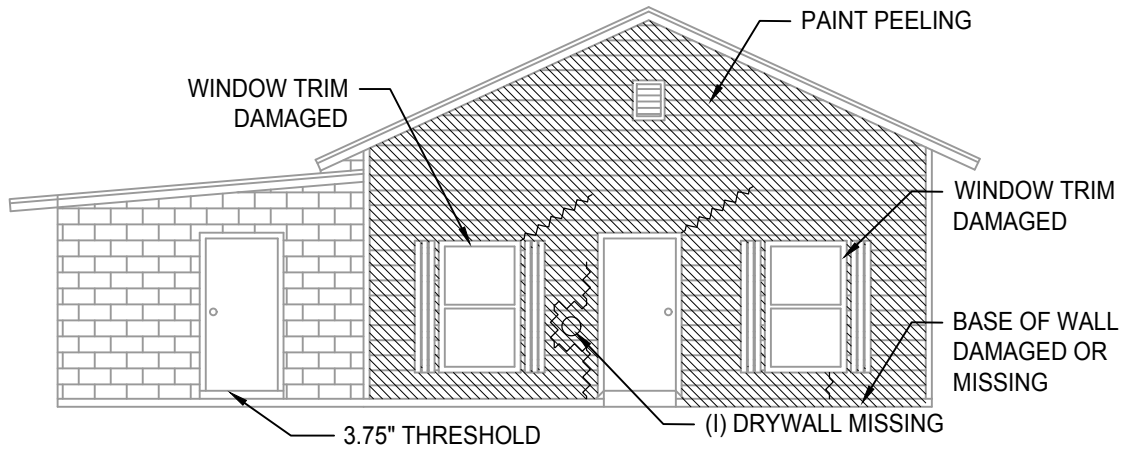 PAINT PEELING
WINDOW TRIM
DAMAGED
WINDOW TRIM
DAMAGED
BASE OF WALL
DAMAGED OR
MISSING
(I) DRYWALL MISSING
3.75" THRESHOLD